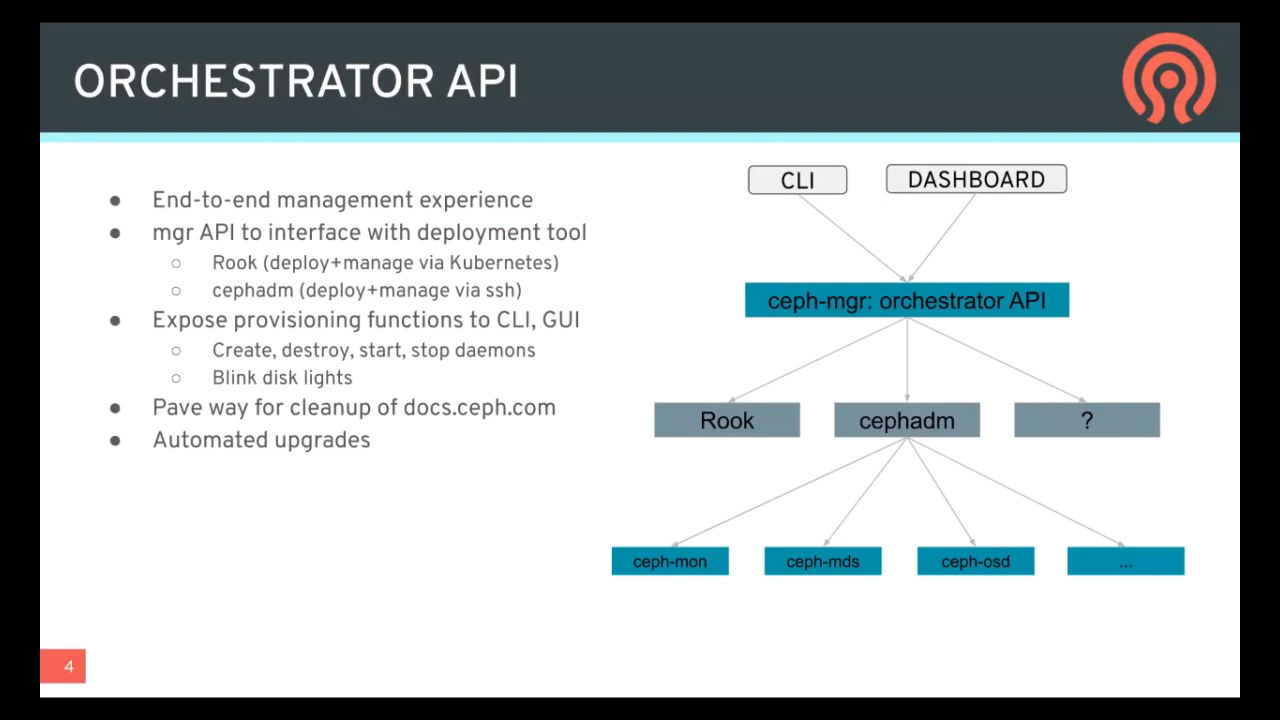 ORCHESTRATOR API
● End-to-end management experience
● mgr API to interface with deployment tool
○ Rook (deploy+manage via Kubernetes)
○ cephadm (deploy+manage via ssh)
● Expose provisioning functions to CLI, GUI
○ Create, destroy, start, stop daemons
○ Blink disk lights
● Pave way for cleanup of docs.ceph.com
● Automated upgrades
CLI
DASHBOARD
ceph-mgr: orchestrator API
Rook
cephadm
?
ceph-mon
ceph-mds
ceph-osd
...
4